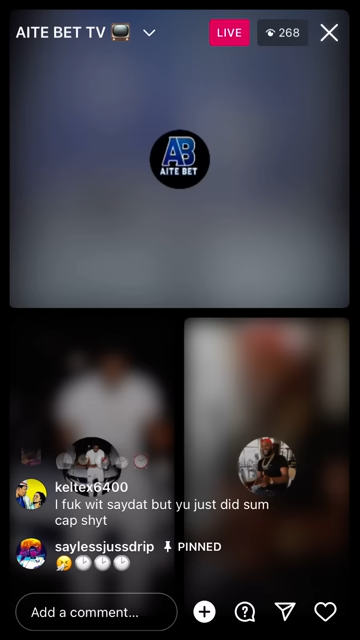 AITE BET TV
LIVE
268
AB
AITE BET
keltex6400
I fuk wit saydat but yu just did sum
cap shyt
saylessjussdrip PINNED
Add a comment...